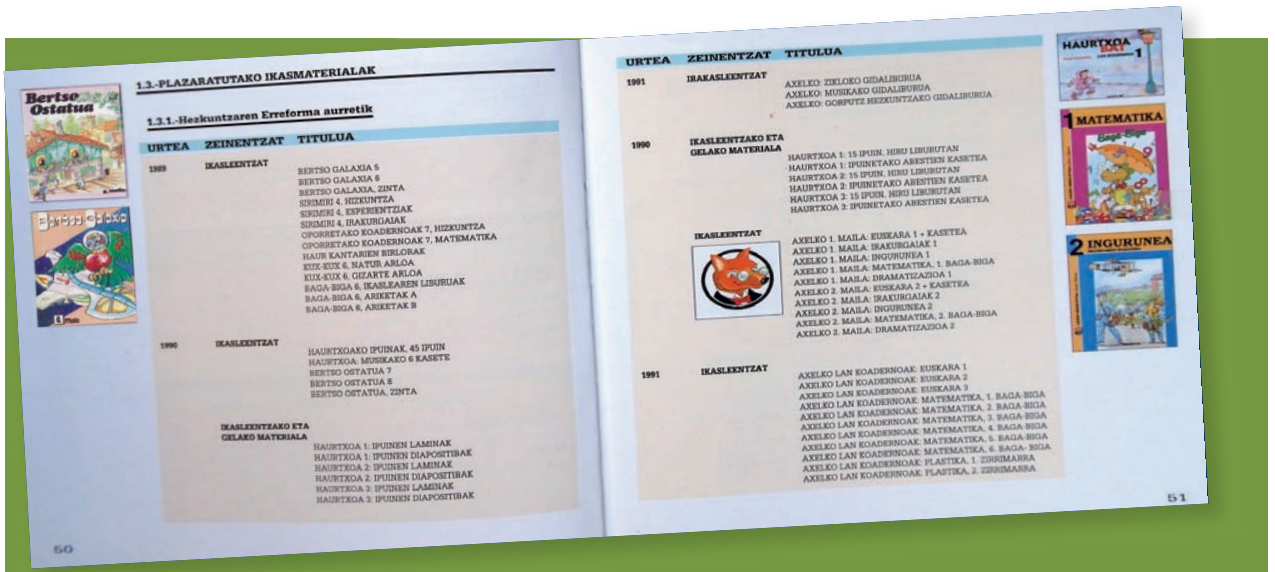 Bertso
Ostatua
Bertso Galaxia
1.3.-PLAZARATUTAKO IKASMATERIALAK
1.3.1.-Hezkuntzaren Erreforma aurretik
URTEA ZEINENTZAT TITULUA
1989 IKASLEENTZAT
BERTSO GALAXIA 5
BERTSO GALAXIA 6
BERTSO GALAXIA, ZINTA
SIRIMIRI 4, HIZKUNTZA
SIRIMIRI 4, ESPERIENTZIAK
SIRIMIRI 4, IRAKURGAIAK
OPORRETAKO KOADERNOAK 7, HIZKUNTZA
OPORRETAKO KOADERNOAK 7, MATEMATIKA
HAUR KANTARIEN BIRLORAK
KUX-KUX 6, NATUR ARLOA
KUX-KUX 6, GIZARTE ARLOA
BAGA-BIGA 6, IKASLEAREN LIBURUAK
BAGA-BIGA 6, ARIKETAK A
BAGA-BIGA 6, ARIKETAK B
1990 IKASLEENTZAT
HAURTXOAKO IPUINAK, 45 IPUIN
HAURTXOA: MUSIKAKO 6 KASETE
BERTSO OSTATUA 7
BERTSO OSTATUA 8
BERTSO OSTATUA, ZINTA
IKASLEENTZAKO ETA
GELAKO MATERIALA
HAURTXOA 1: IPUINEN LAMINAK
HAURTXOA 1: IPUINEN DIAPOSITIBAK
HAURTXOA 2: IPUINEN LAMINAK
HAURTXOA 2: IPUINEN DIAPOSITIBAK
HAURTXOA 3: IPUINEN LAMINAK
HAURTXOA 3: IPUINEN DIAPOSITIBAK
50
URTEA ZEINENTZAT TITULUA
1991 IRAKASLEENTZAT
AXELKO: ZIKLOKO GIDALIBURUA
AXELKO: MUSIKAKO GIDALIBURUA
AXELKO: GORPUTZ HEZKUNTZAKO GIDALIBURUA
1990 IKASLEENTZAKO ETA
GELAKO MATERIALA
HAURTXOA 1: 15 IPUIN, HIRU LIBURUTAN
HAURTXOA 1: IPUINETAKO ABESTIEN KASETEA
HAURTXOA 2: 15 IPUIN, HIRU LIBURUTAN
HAURTXOA 2: IPUINETAKO ABESTIEN KASETEA
HAURTXOA 3: 15 IPUIN, HIRU LIBURUTAN
HAURTXOA 3: IPUINETAKO ABESTIEN KASETEA
IKASLEENTZAT
AXELKO 1. MAILA: EUSKARA 1 + KASETEA
AXELKO 1. MAILA: IRAKURGAIAK 1
AXELKO 1. MAILA: INGURUNEA 1
AXELKO 1. MAILA: MATEMATIKA, 1. BAGA-BIGA
AXELKO 1. MAILA: DRAMATIZAZIOA 1
AXELKO 2. MAILA: EUSKARA 2 + KASETEA
AXELKO 2. MAILA: IRAKURGAIAK 2
AXELKO 2. MAILA: INGURUNEA 2
AXELKO 2. MAILA: MATEMATIKA, 2. BAGA-BIGA
AXELKO 2. MAILA: DRAMATIZAZIOA 2
1991 IKASLEENTZAT
AXELKO LAN KOADERNOAK: EUSKARA 1
AXELKO LAN KOADERNOAK: EUSKARA 2
AXELKO LAN KOADERNOAK: EUSKARA 3
AXELKO LAN KOADERNOAK: MATEMATIKA, 1. BAGA-BIGA
AXELKO LAN KOADERNOAK: MATEMATIKA, 2. BAGA-BIGA
AXELKO LAN KOADERNOAK: MATEMATIKA, 3. BAGA-BIGA
AXELKO LAN KOADERNOAK: MATEMATIKA, 4. BAGA-BIGA
AXELKO LAN KOADERNOAK: MATEMATIKA, 5. BAGA-BIGA
AXELKO LAN KOADERNOAK: MATEMATIKA, 6. BAGA- BIGA
AXELKO LAN KOADERNOAK: PLASTIKA, 1. ZIRRIMARRA
AXELKO LAN KOADERNOAK: PLASTIKA, 2. ZIRRIMARRA
HAURTXOA
BAT
1
1 MATEMATIKA
Baga-Biga
2 INGURUNEA
51